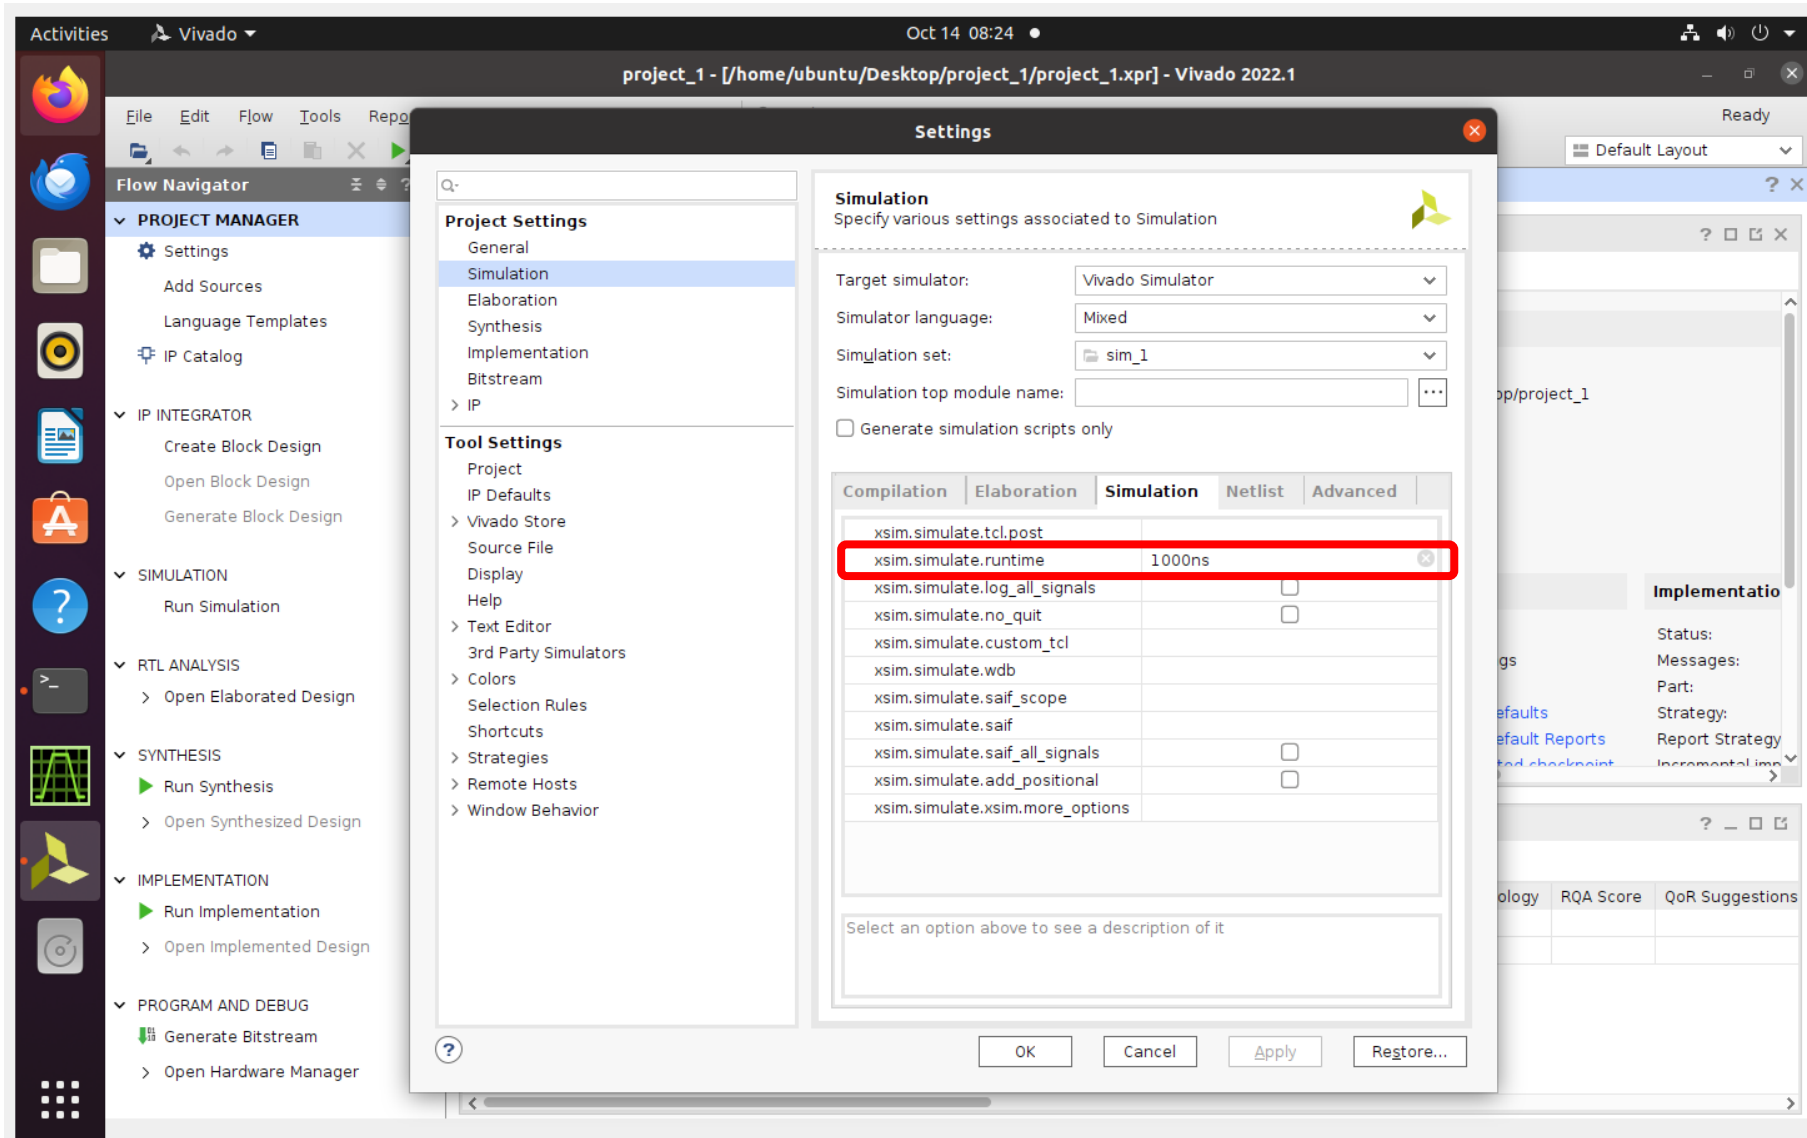 Activities
Vivado
Oct 14 08:24
project_1 - [/home/ubuntu/Desktop/project_1/project_1.xpr] - Vivado 2022.1
File Edit Flow Tools
Ready
Default Layout
Flow Navigator
PROJECT MANAGER
Settings
Add Sources
Language Templates
IP Catalog
IP INTEGRATOR
Create Block Design
Open Block Design
Generate Block Design
SIMULATION
Run Simulation
RTL ANALYSIS
Open Elaborated Design
SYNTHESIS
Run Synthesis
Open Synthesized Design
IMPLEMENTATION
Run Implementation
Open Implemented Design
PROGRAM AND DEBUG
Generate Bitstream
Open Hardware Manager
Settings
Project Settings
General
Simulation
Elaboration
Synthesis
Implementation
Bitstream
IP
Tool Settings
Project
IP Defaults
Vivado Store
Source File
Display
Help
Text Editor
3rd Party Simulators
Colors
Selection Rules
Shortcuts
Strategies
Remote Hosts
Window Behavior
Simulation
Specify various settings associated to Simulation
Target simulator: Vivado Simulator
Simulator language: Mixed
Simulation set: sim_1
Simulation top module name: ...
Generate simulation scripts only
Compilation Elaboration Simulation Netlist Advanced
xsim.simulate.tcl.post
xsim.simulate.runtime 1000ns
xsim.simulate.log_all_signals
xsim.simulate.no_quit
xsim.simulate.custom_tcl
xsim.simulate.wdb
xsim.simulate.saif_scope
xsim.simulate.saif
xsim.simulate.saif_all_signals
xsim.simulate.add_positional
xsim.simulate.xsim.more_options
Select an option above to see a description of it
OK Cancel Apply Restore...
op/project_1
Implementatio
Status:
gs Messages:
Part:
efaults Strategy:
efault Reports Report Strategy
ology RQA Score QoR Suggestions